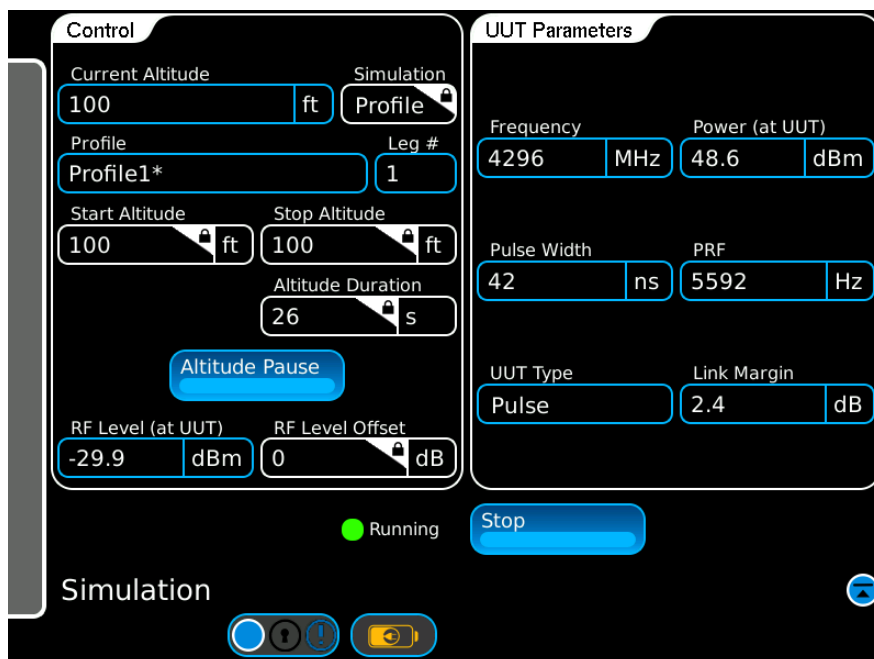 Control
Current Altitude Simulation
100 ft Profile
Profile Leg #
Profile1* 1
Start Altitude Stop Altitude
100 ft 100 ft
Altitude Duration
26 s
Altitude Pause
RF Level (at UUT) RF Level Offset
-29.9 dBm 0 dB
UUT Parameters
Frequency Power (at UUT)
4296 MHz 48.6 dBm
Pulse Width PRF
42 ns 5592 Hz
UUT Type Link Margin
Pulse 2.4 dB
Running
Stop
Simulation